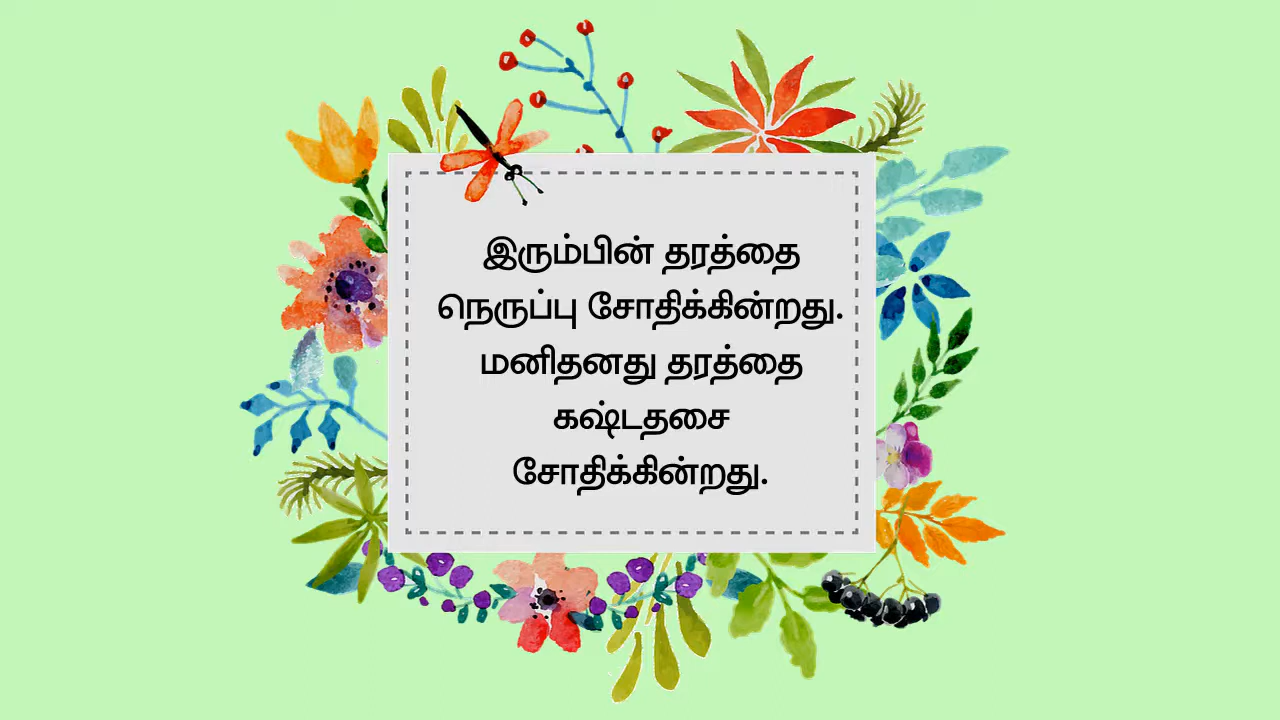 இரும்பின் தரத்தை
நெருப்பு சோதிக்கின்றது.
மனிதனது தரத்தை
கஷ்டதசை
சோதிக்கின்றது.